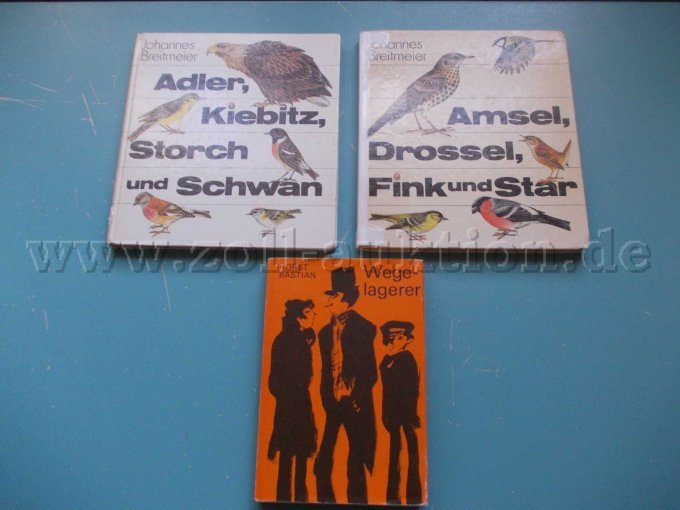 Johannes
Breitmeier
Adler,
Kiebitz,
Storch
und Schwan
Johannes
Breitmeier
Amsel,
Drossel,
Fink und Star
www.zoll-auktion.de
HORST
BASTIAN
Wege-
lagerer